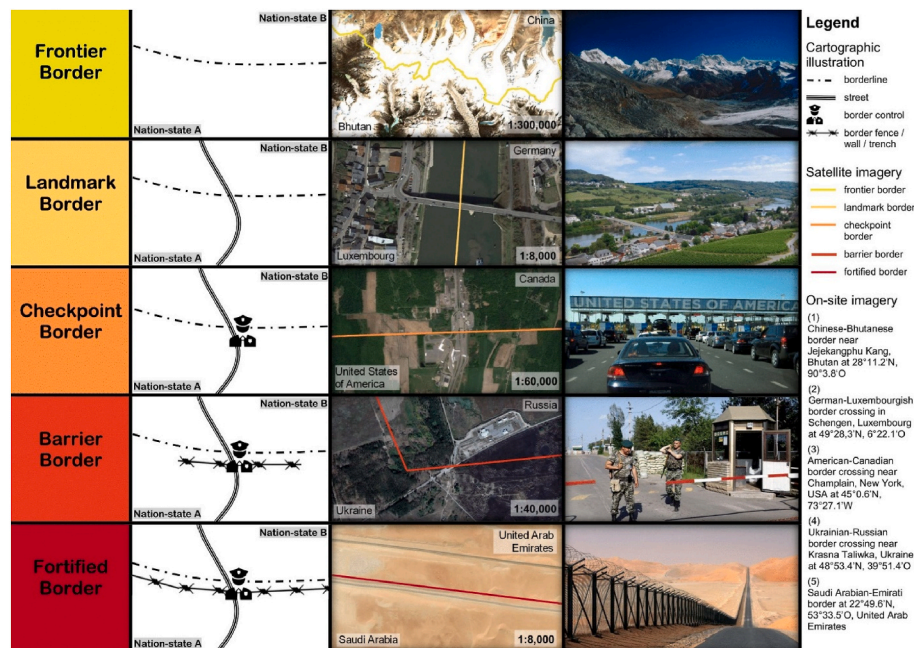 Frontier
Border
Nation-state B
Nation-state A
China
Bhutan
1:300,000
Landmark
Border
Nation-state B
Nation-state A
Germany
Luxembourg
1:8,000
Checkpoint
Border
Nation-state B
Nation-state A
Canada
United States
of America
1:60,000
UNITED STATES OF AMERICA
Barrier
Border
Nation-state B
Nation-state A
Russia
Ukraine
1:40,000
Fortified
Border
Nation-state B
Nation-state A
United Arab
Emirates
Saudi Arabia
1:8,000
Legend
Cartographic
illustration
borderline
street
border control
border fence /
wall / trench
Satellite imagery
frontier border
landmark border
checkpoint
border
barrier border
fortified border
On-site imagery
(1)
Chinese-Bhutanese
border near
Jejekangphu Kang,
Bhutan at 28°11.2'N,
90°3.8'O
(2)
German-Luxembourgish
border crossing in
Schengen, Luxembourg
at 49°28,3'N, 6°22.1'O
(3)
American-Canadian
border crossing near
Champlain, New York,
USA at 45°0.6'N,
73°27.1'W
(4)
Ukrainian-Russian
border crossing near
Krasna Taliwka, Ukraine
at 48°53.4'N, 39°51.4'O
(5)
Saudi Arabian-Emirati
border at 22°49.6'N,
53°33.5'O, United Arab
Emirates